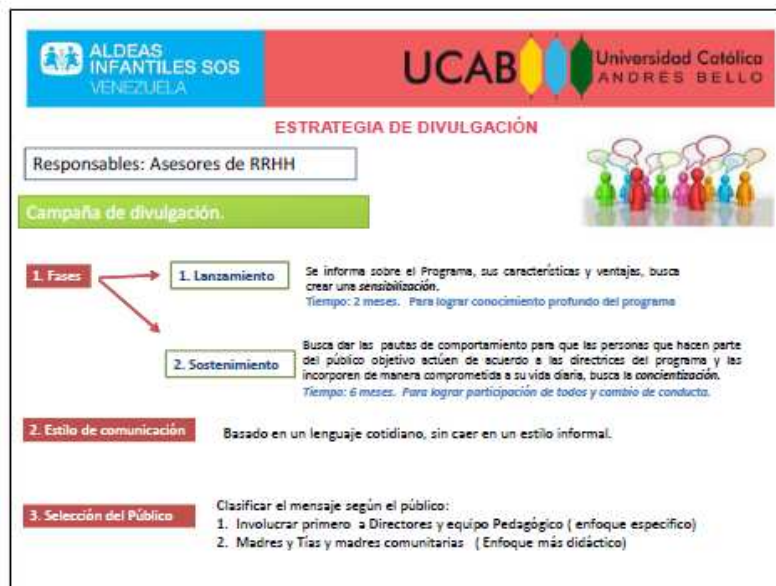 ALDEAS
INFANTILES SOS
VENEZUELA
UCAB
Universidad Católica
ANDRÉS BELLO
ESTRATEGIA DE DIVULGACIÓN
Responsables: Asesores de RRHH
Campaña de divulgación.
1. Fases
1. Lanzamiento
Se informa sobre el Programa, sus características y ventajas, busca
crear una sensibilización.
Tiempo: 2 meses. Para lograr conocimiento profundo del programa
2. Sostenimiento
Busca dar las pautas de comportamiento para que las personas que hacen parte
del público objetivo actúen de acuerdo a las directrices del programa y las
incorporen de manera comprometida a su vida diaria, busca la concientización.
Tiempo: 6 meses. Para lograr participación de todos y cambio de conducta.
2. Estilo de comunicación
Basado en un lenguaje cotidiano, sin caer en un estilo informal.
3. Selección del Público
Clasificar el mensaje según el público:
1. Involucrar primero a Directores y equipo Pedagógico ( enfoque especifico)
2. Madres y Tías y madres comunitarias ( Enfoque más didáctico)